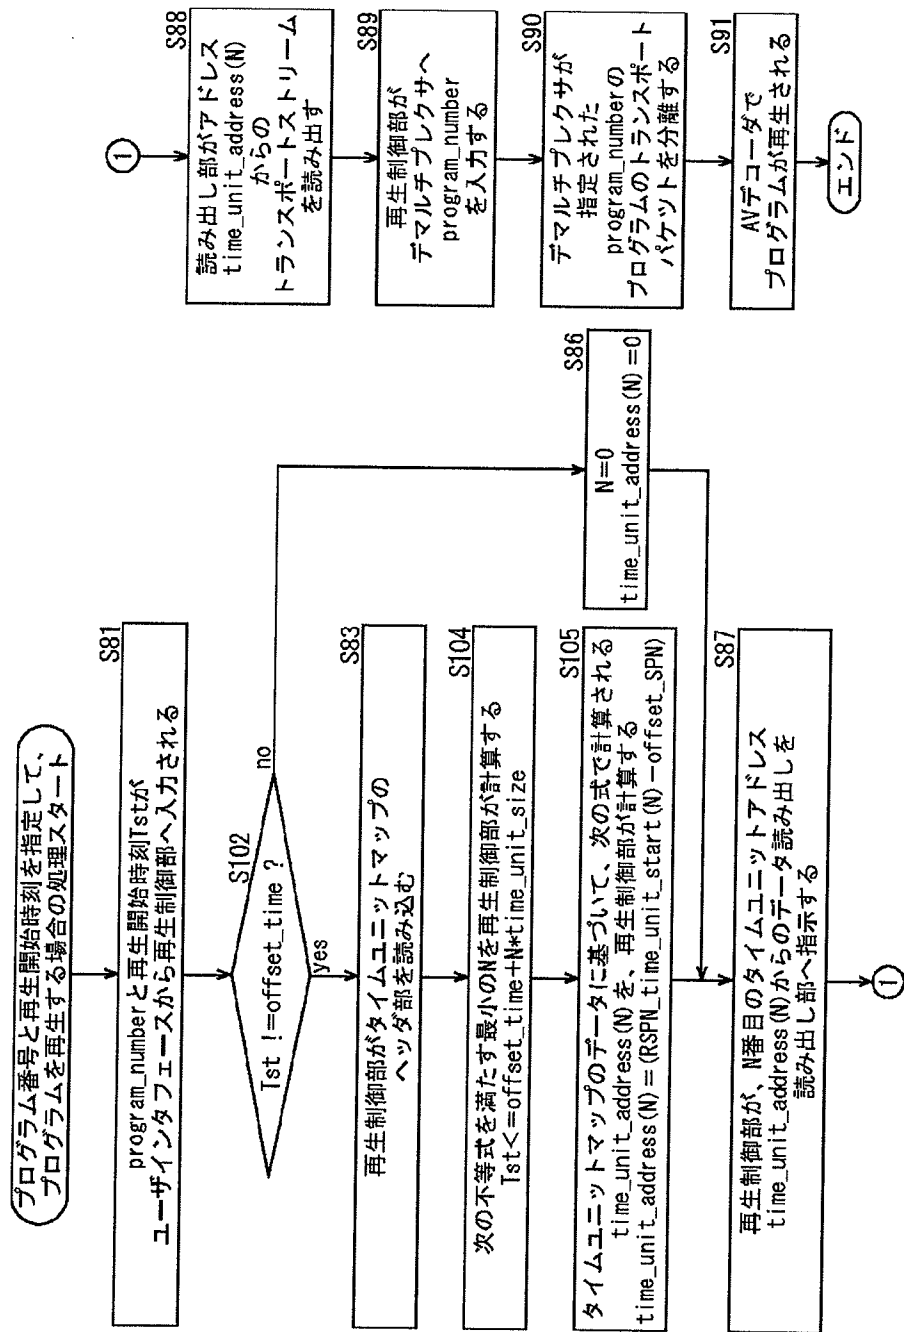 プログラム番号と再生開始時刻を指定して、
プログラムを再生する場合の処理スタート
S81
program_numberと再生開始時刻Tstが
ユーザインタフェースから再生制御部へ入力される
S102
Tst !=offset_time ?
no
yes
S83
再生制御部がタイムユニットマップの
ヘッダ部を読み込む
S104
次の不等式を満たす最小のNを再生制御部が計算する
Tst<=offset_time+N*time_unit_size
S105
タイムユニットマップのデータに基づいて、次の式で計算される
time_unit_address(N)を、再生制御部が計算する
time_unit_address(N)=(RSPN_time_unit_start(N)-offset_SPN)
S86
N=0
time_unit_address(N)=0
S87
再生制御部が、N番目のタイムユニットアドレス
time_unit_address(N)からのデータ読み出しを
読み出し部へ指示する
1
1
S88
読み出し部がアドレス
time_unit_address(N)
からの
トランスポートストリーム
を読み出す
S89
再生制御部が
デマルチプレクサへ
program_number
を入力する
S90
デマルチプレクサが
指定された
program_numberの
プログラムのトランスポート
パケットを分離する
S91
AVデコーダで
プログラムが再生される
エンド